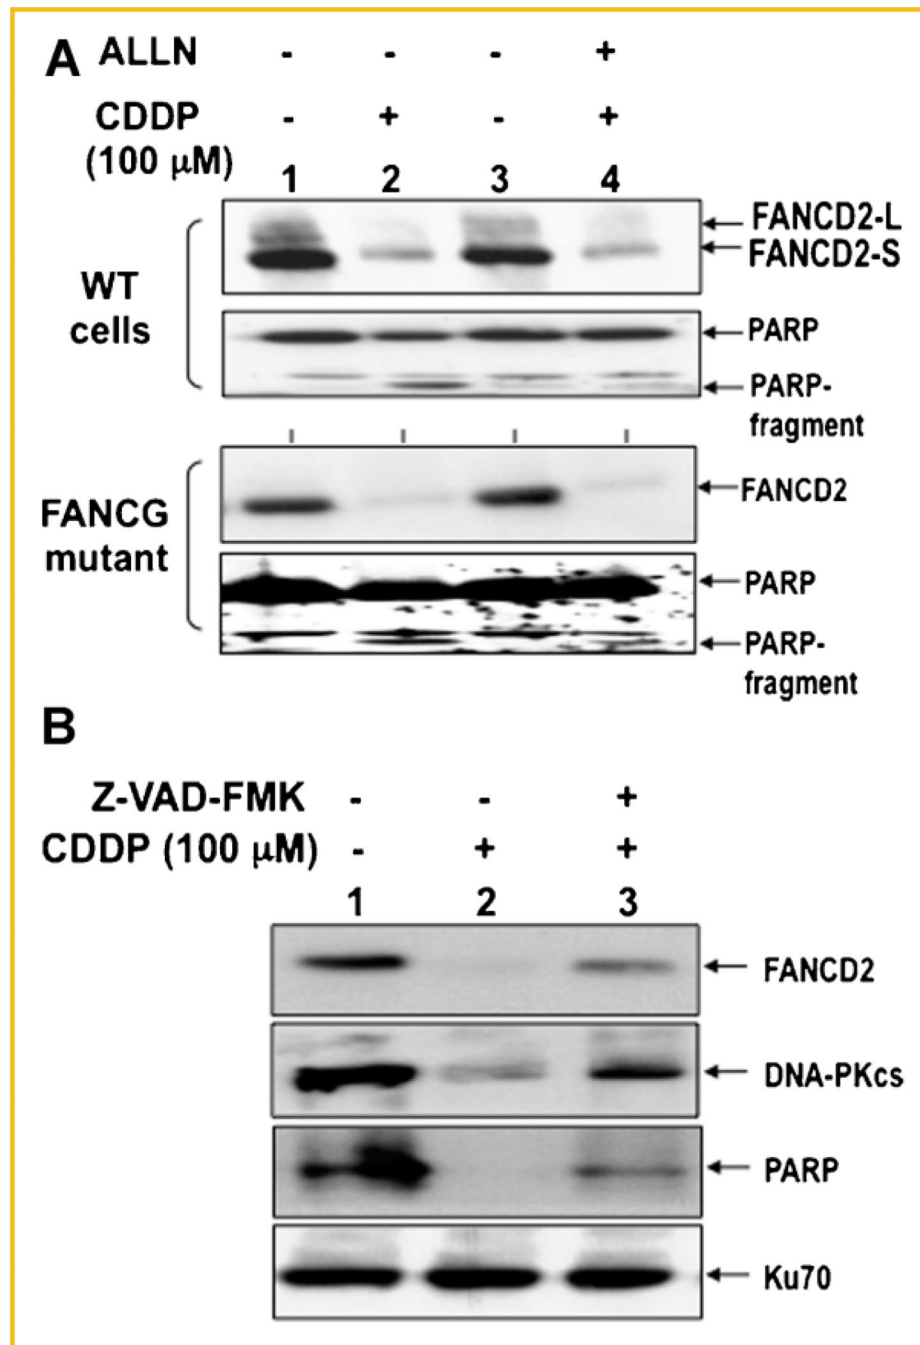 A ALLN - - - +
CDDP - + - +
(100 μM)
1 2 3 4
FANCD2-L
FANCD2-S
WT
cells
PARP
PARP-
fragment
FANCG
mutant
FANCD2
PARP
PARP-
fragment
B
Z-VAD-FMK - - +
CDDP (100 μM) - + +
1 2 3
FANCD2
DNA-PKcs
PARP
Ku70